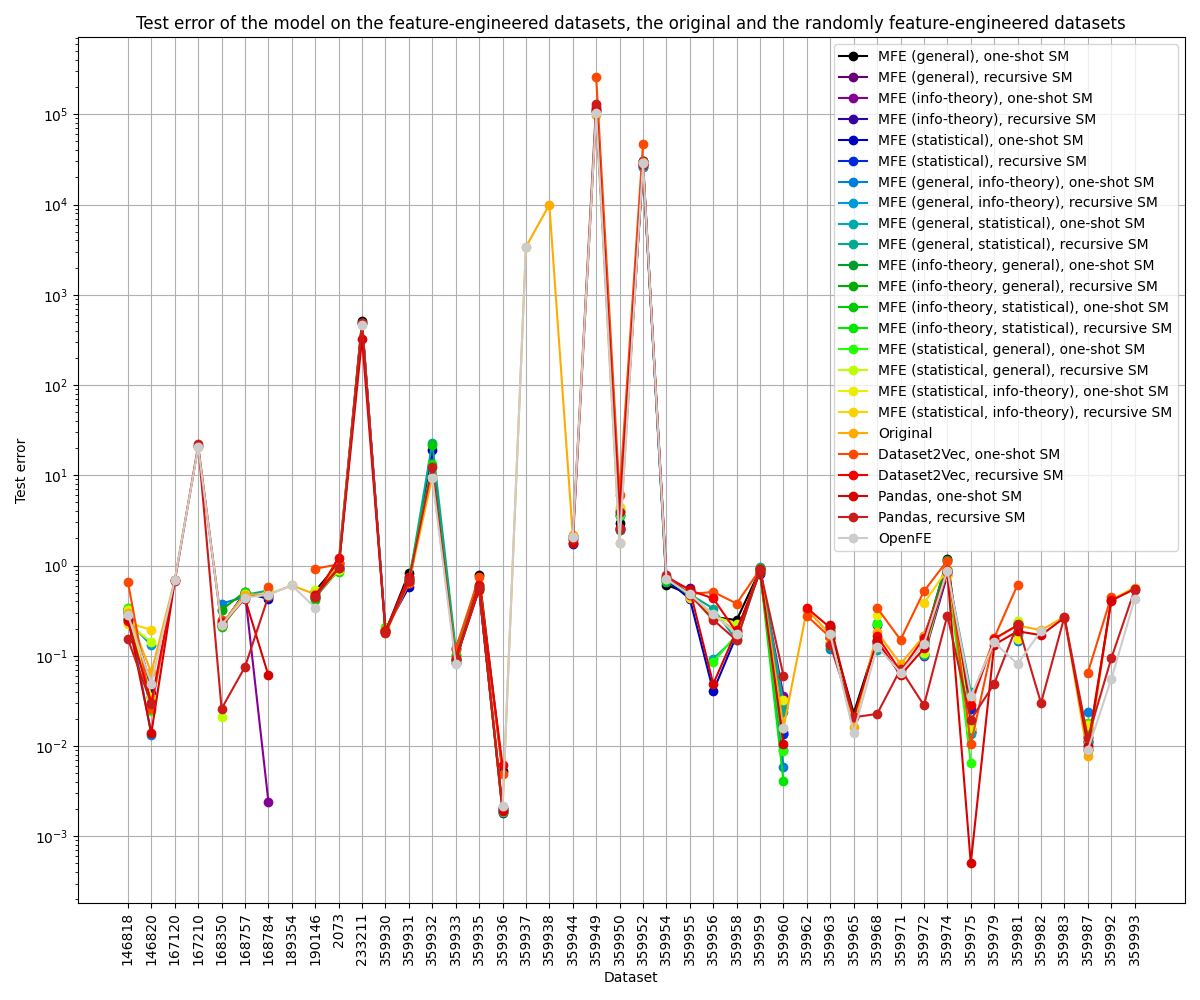 Test error of the model on the feature-engineered datasets, the original and the randomly feature-engineered datasets
MFE (general), one-shot SM
MFE (general), recursive SM
MFE (info-theory), one-shot SM
MFE (info-theory), recursive SM
MFE (statistical), one-shot SM
MFE (statistical), recursive SM
MFE (general, info-theory), one-shot SM
MFE (general, info-theory), recursive SM
MFE (general, statistical), one-shot SM
MFE (general, statistical), recursive SM
MFE (info-theory, general), one-shot SM
MFE (info-theory, general), recursive SM
MFE (info-theory, statistical), one-shot SM
MFE (info-theory, statistical), recursive SM
MFE (statistical, general), one-shot SM
MFE (statistical, general), recursive SM
MFE (statistical, info-theory), one-shot SM
MFE (statistical, info-theory), recursive SM
Original
Dataset2Vec, one-shot SM
Dataset2Vec, recursive SM
Pandas, one-shot SM
Pandas, recursive SM
OpenFE
Test error
10⁵
10⁴
10³
10²
10¹
10⁰
10⁻¹
10⁻²
10⁻³
146818
146820
167120
167210
168350
168757
168784
189354
190146
2073
233211
359930
359931
359932
359933
359935
359936
359937
359938
359944
359949
359950
359952
359954
359955
359956
359958
359959
359960
359962
359963
359965
359968
359971
359972
359974
359975
359979
359981
359982
359983
359987
359992
359993
Dataset